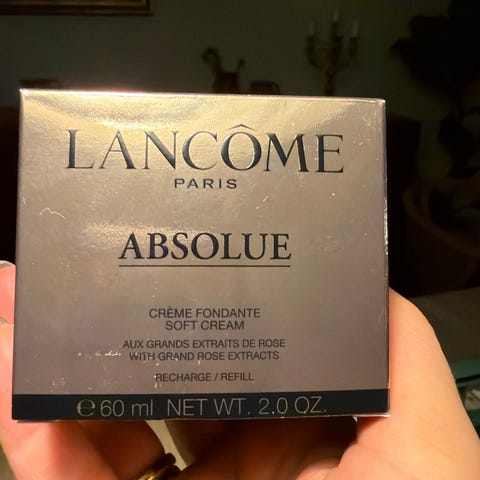 LANCÔME
PARIS
ABSOLUE
CRÈME FONDANTE
SOFT CREAM
AUX GRANDS EXTRAITS DE ROSE
WITH GRAND ROSE EXTRACTS
RECHARGE / REFILL
℮ 60 ml NET WT. 2.0 OZ.